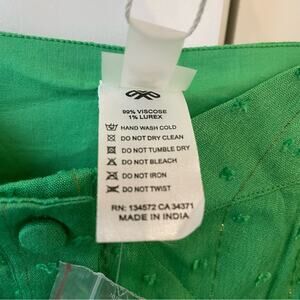 99% VISCOSE
1% LUREX
HAND WASH COLD
DO NOT DRY CLEAN
DO NOT TUMBLE DRY
DO NOT BLEACH
DO NOT IRON
DO NOT TWIST
RN: 134572 CA 34371
MADE IN INDIA